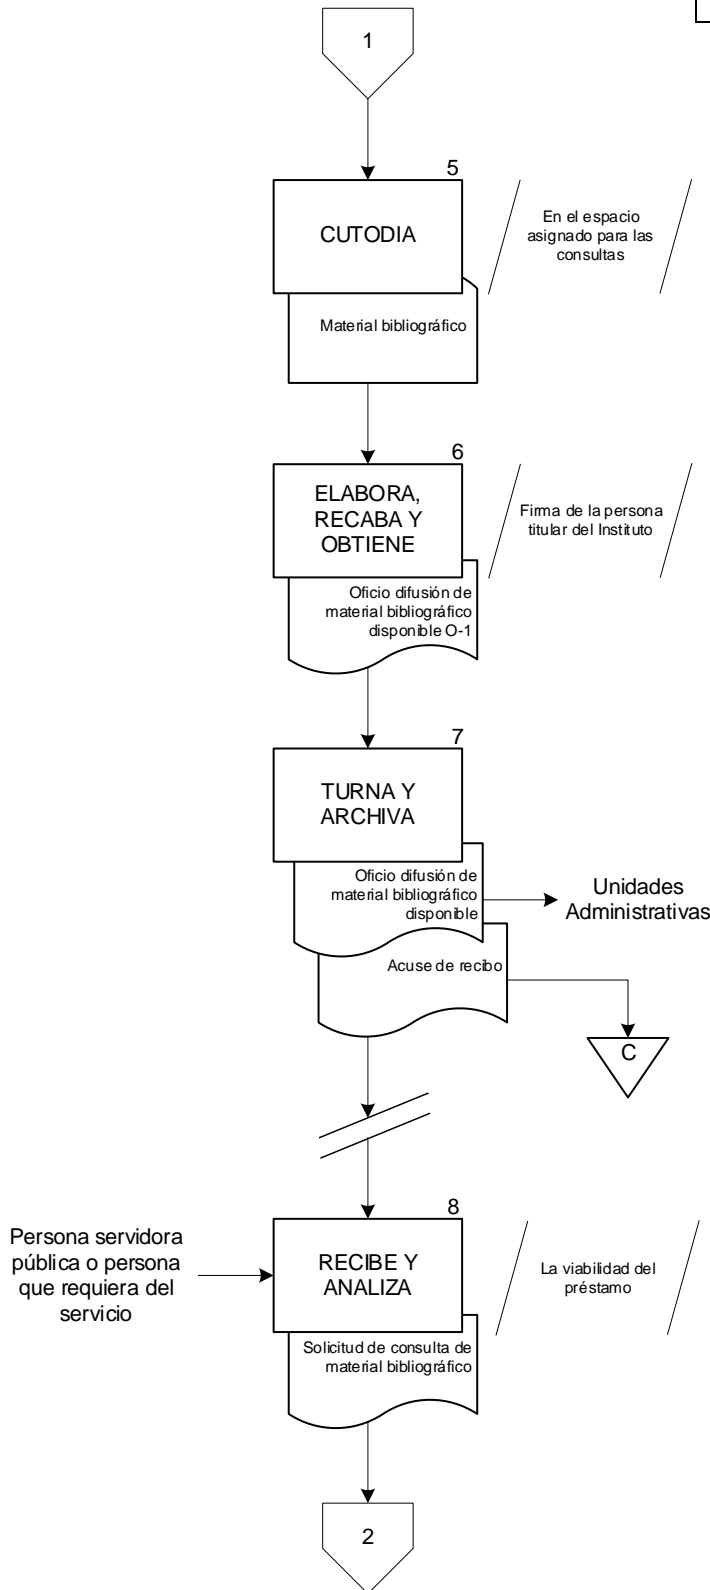 1
5
CUTODIA
En el espacio
asignado para las
consultas
Material bibliográfico
6
ELABORA,
RECABA Y
OBTIENE
Firma de la persona
titular del Instituto
Oficio difusión de
material bibliográfico
disponible O-1
7
TURNA Y
ARCHIVA
Oficio difusión de
material bibliográfico
disponible
Unidades
Administrativas
Acuse de recibo
C
8
Persona servidora
pública o persona
que requiera del
servicio
RECIBE Y
ANALIZA
La viabilidad del
préstamo
Solicitud de consulta de
material bibliográfico
2